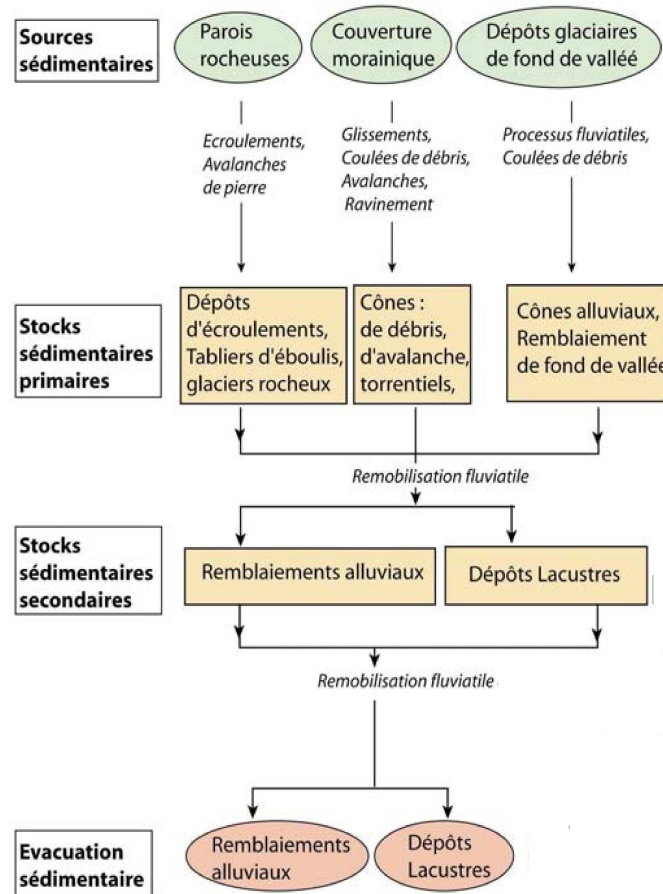 Sources
sédimentaires
Parois
rocheuses
Couverture
morainique
Dépôts glaciaires
de fond de valléé
Ecroulements,
Avalanches
de pierre
Glissements,
Coulées de débris,
Avalanches,
Ravinement
Processus fluviatiles,
Coulées de débris
Stocks
sédimentaires
primaires
Dépôts
d'écroulements,
Tabliers d'éboulis,
glaciers rocheux
Cônes :
de débris,
d'avalanche,
torrentiels,
Cônes alluviaux,
Remblaiement
de fond de vallée
Remobilisation fluviatile
Stocks
sédimentaires
secondaires
Remblaiements alluviaux
Dépôts Lacustres
Remobilisation fluviatile
Evacuation
sédimentaire
Remblaiements
alluviaux
Dépôts
Lacustres